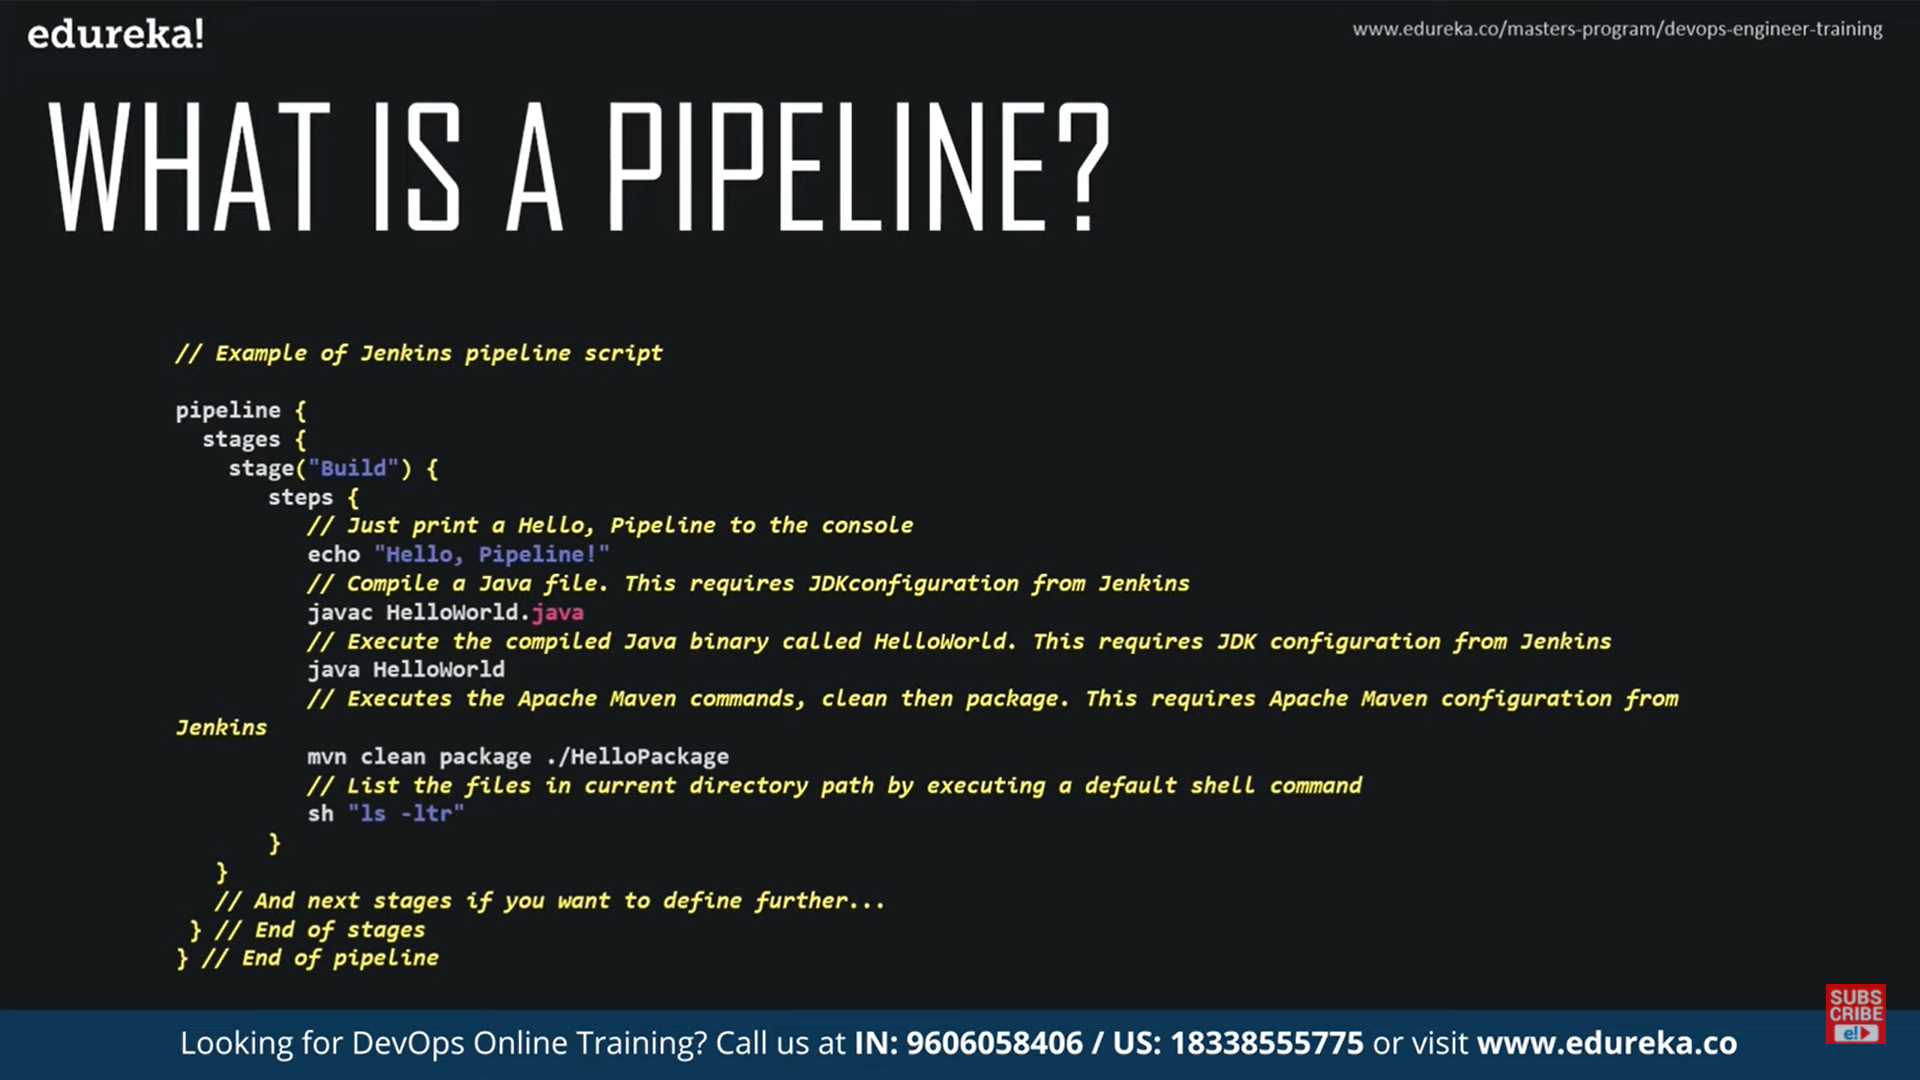 edureka!
www.edureka.co/masters-program/devops-engineer-training
WHAT IS A PIPELINE?
// Example of Jenkins pipeline script
pipeline {
stages {
stage("Build") {
steps {
// Just print a Hello, Pipeline to the console
echo "Hello, Pipeline!"
// Compile a Java file. This requires JDKconfiguration from Jenkins
javac HelloWorld.java
// Execute the compiled Java binary called HelloWorld. This requires JDK configuration from Jenkins
java HelloWorld
// Executes the Apache Maven commands, clean then package. This requires Apache Maven configuration from
Jenkins
mvn clean package ./HelloPackage
// List the files in current directory path by executing a default shell command
sh "ls -ltr"
}
}
// And next stages if you want to define further...
} // End of stages
} // End of pipeline
SUBS
CRIBE
e!
Looking for DevOps Online Training? Call us at IN: 9606058406 / US: 18338555775 or visit www.edureka.co